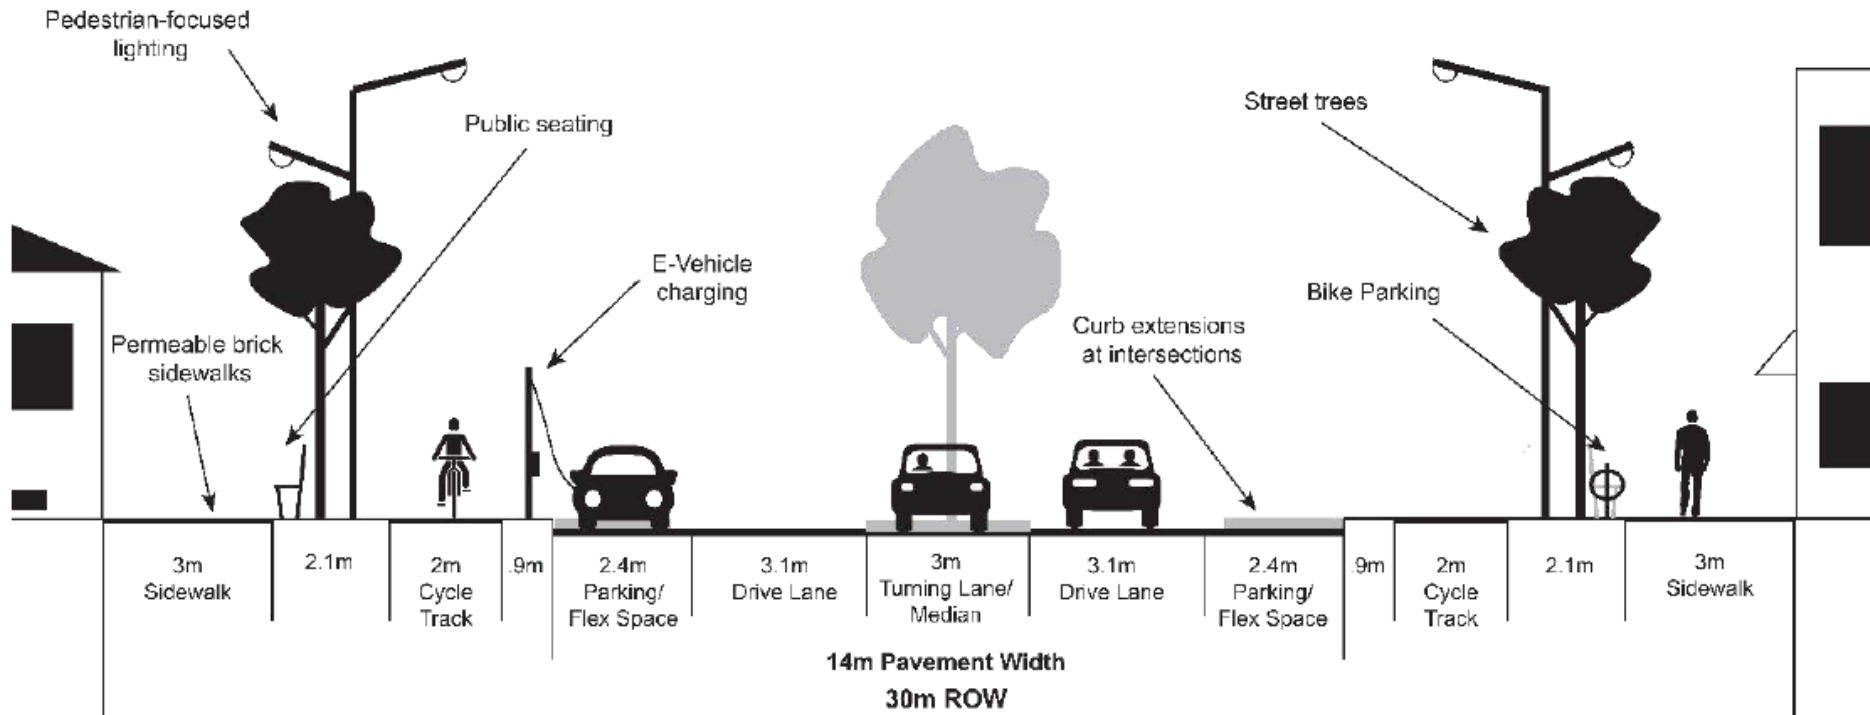 Pedestrian-focused
lighting
Public seating
Street trees
E-Vehicle
charging
Bike Parking
Curb extensions
at intersections
Permeable brick
sidewalks
3m
Sidewalk
2.1m
2m
Cycle
Track
.9m
2.4m
Parking/
Flex Space
3.1m
Drive Lane
3m
Turning Lane/
Median
3.1m
Drive Lane
2.4m
Parking/
Flex Space
.9m
2m
Cycle
Track
2.1m
3m
Sidewalk
14m Pavement Width
30m ROW